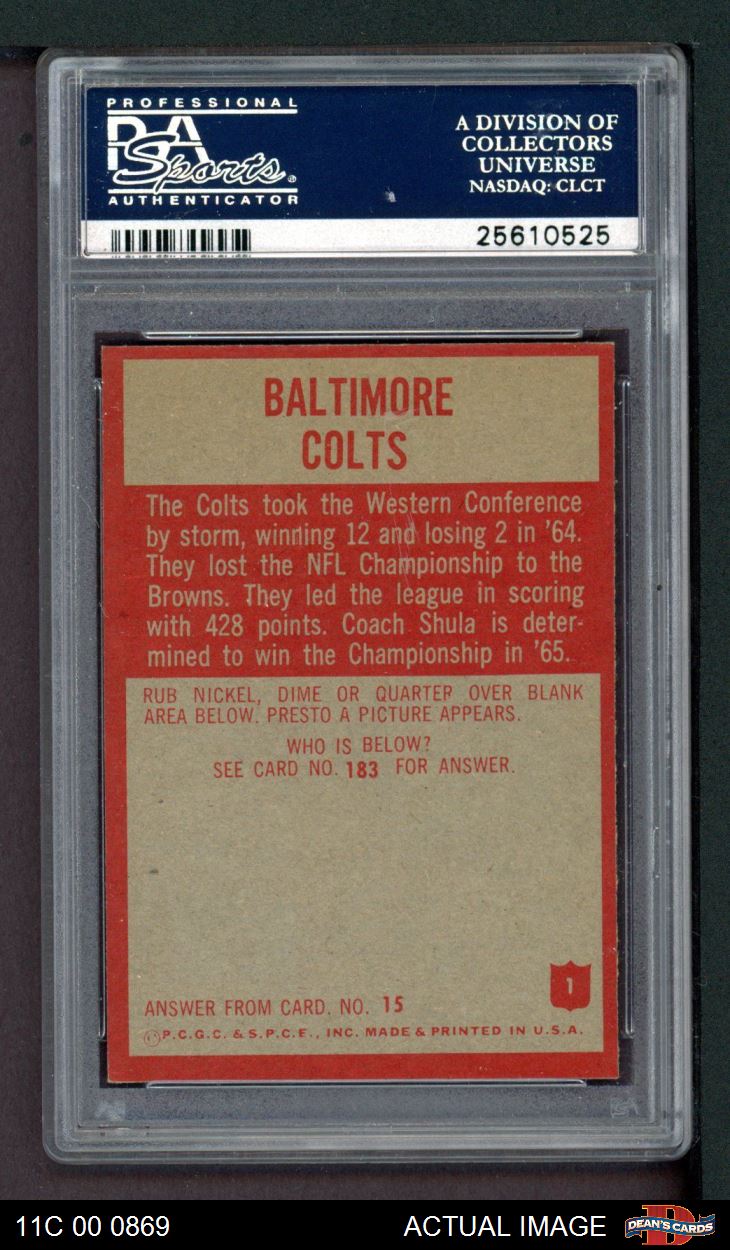 PROFESSIONAL
PSA
Sports
AUTHENTICATOR
A DIVISION OF
COLLECTORS
UNIVERSE
NASDAQ: CLCT
25610525
BALTIMORE
COLTS
The Colts took the Western Conference
by storm, winning 12 and losing 2 in '64.
They lost the NFL Championship to the
Browns. They led the league in scoring
with 428 points. Coach Shula is deter-
mined to win the Championship in '65.
RUB NICKEL, DIME OR QUARTER OVER BLANK
AREA BELOW. PRESTO A PICTURE APPEARS.
WHO IS BELOW?
SEE CARD NO. 183 FOR ANSWER.
1
ANSWER FROM CARD. NO. 15
©P.C.G.C. & S.P.C.E., INC. MADE & PRINTED IN U.S.A.
11C 00 0869
ACTUAL IMAGE
DEAN'S CARDS